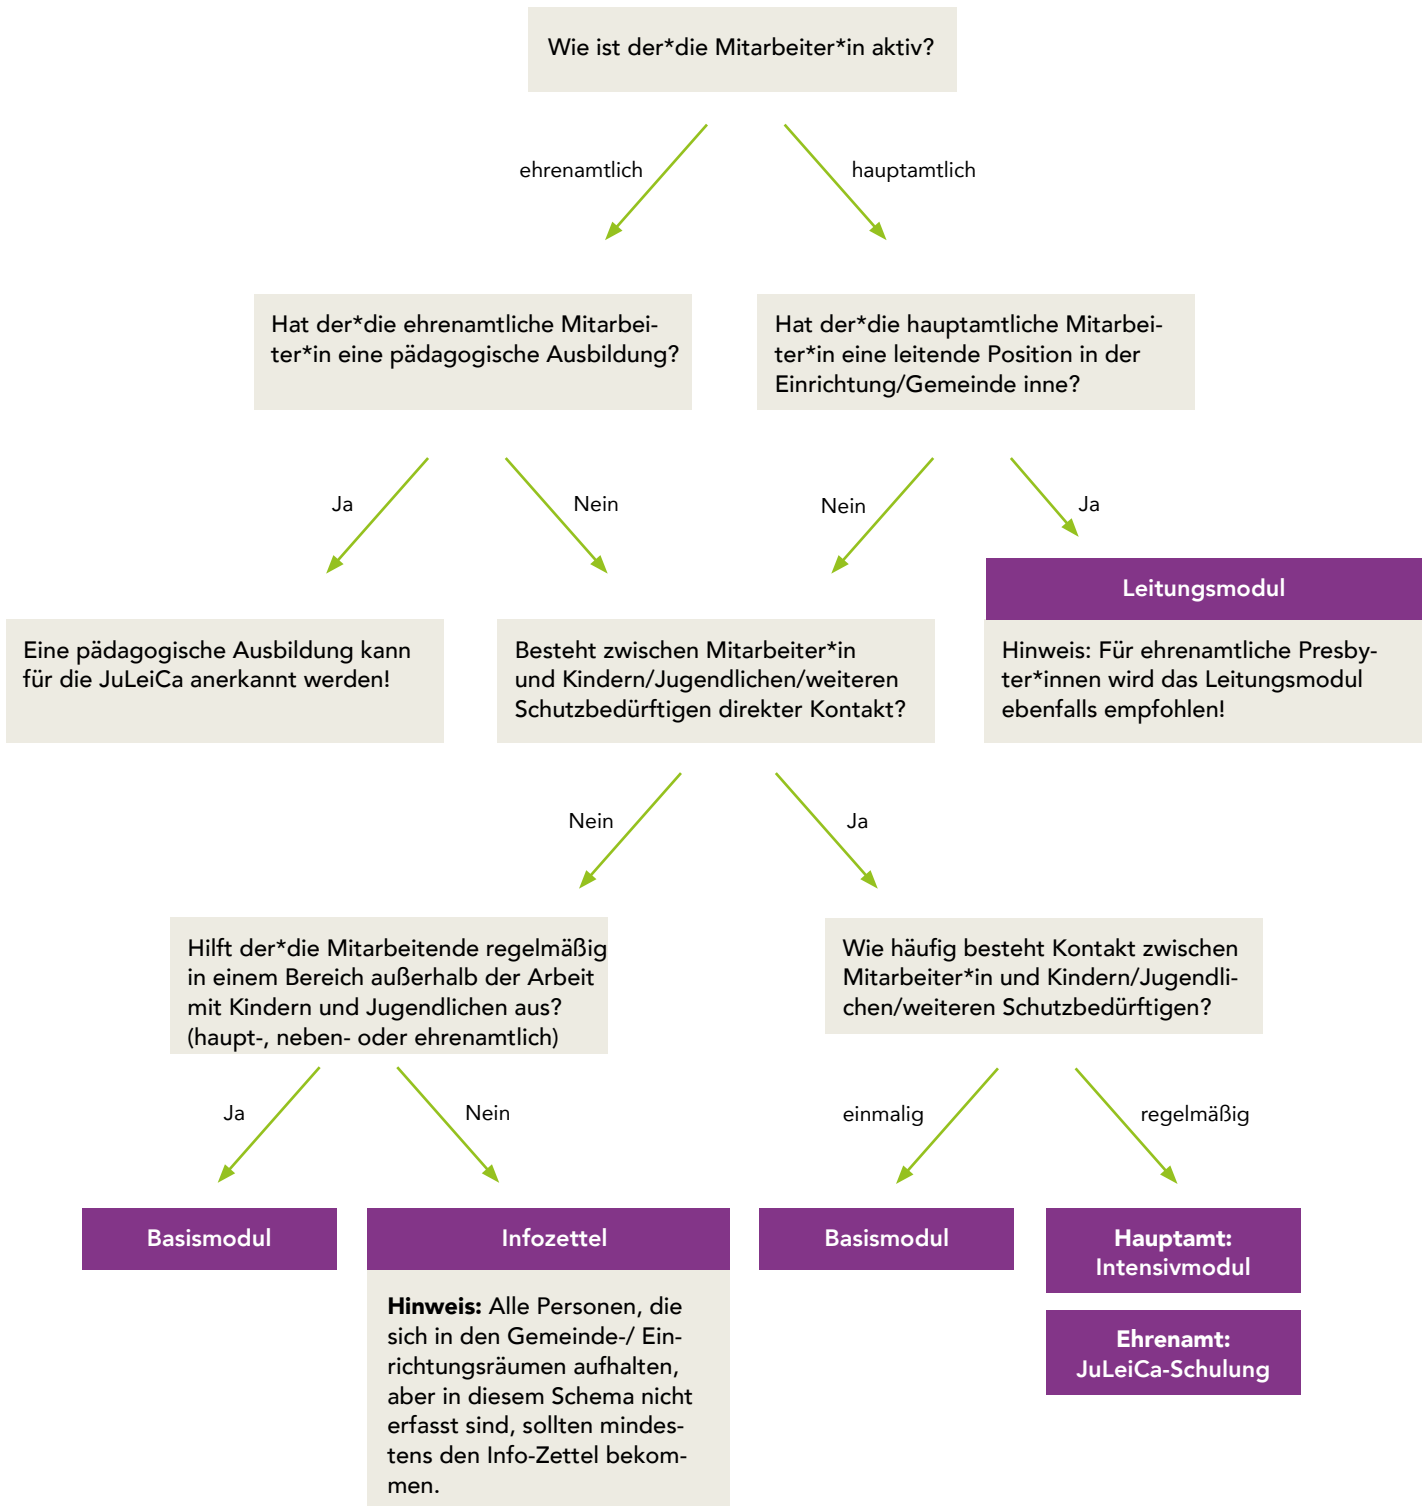 Wie ist der*die Mitarbeiter*in aktiv?
ehrenamtlich
hauptamtlich
Hat der*die ehrenamtliche Mitarbei-
ter*in eine pädagogische Ausbildung?
Hat der*die hauptamtliche Mitarbei-
ter*in eine leitende Position in der
Einrichtung/Gemeinde inne?
Ja
Nein
Nein
Ja
Eine pädagogische Ausbildung kann
für die JuLeiCa anerkannt werden!
Besteht zwischen Mitarbeiter*in
und Kindern/Jugendlichen/weiteren
Schutzbedürftigen direkter Kontakt?
Leitungsmodul
Hinweis: Für ehrenamtliche Presby-
ter*innen wird das Leitungsmodul
ebenfalls empfohlen!
Nein
Ja
Hilft der*die Mitarbeitende regelmäßig
in einem Bereich außerhalb der Arbeit
mit Kindern und Jugendlichen aus?
(haupt-, neben- oder ehrenamtlich)
Wie häufig besteht Kontakt zwischen
Mitarbeiter*in und Kindern/Jugendli-
chen/weiteren Schutzbedürftigen?
Ja
Nein
einmalig
regelmäßig
Basismodul
Infozettel
Hinweis: Alle Personen, die
sich in den Gemeinde-/ Ein-
richtungsräumen aufhalten,
aber in diesem Schema nicht
erfasst sind, sollten mindes-
tens den Info-Zettel bekom-
men.
Basismodul
Hauptamt:
Intensivmodul
Ehrenamt:
JuLeiCa-Schulung